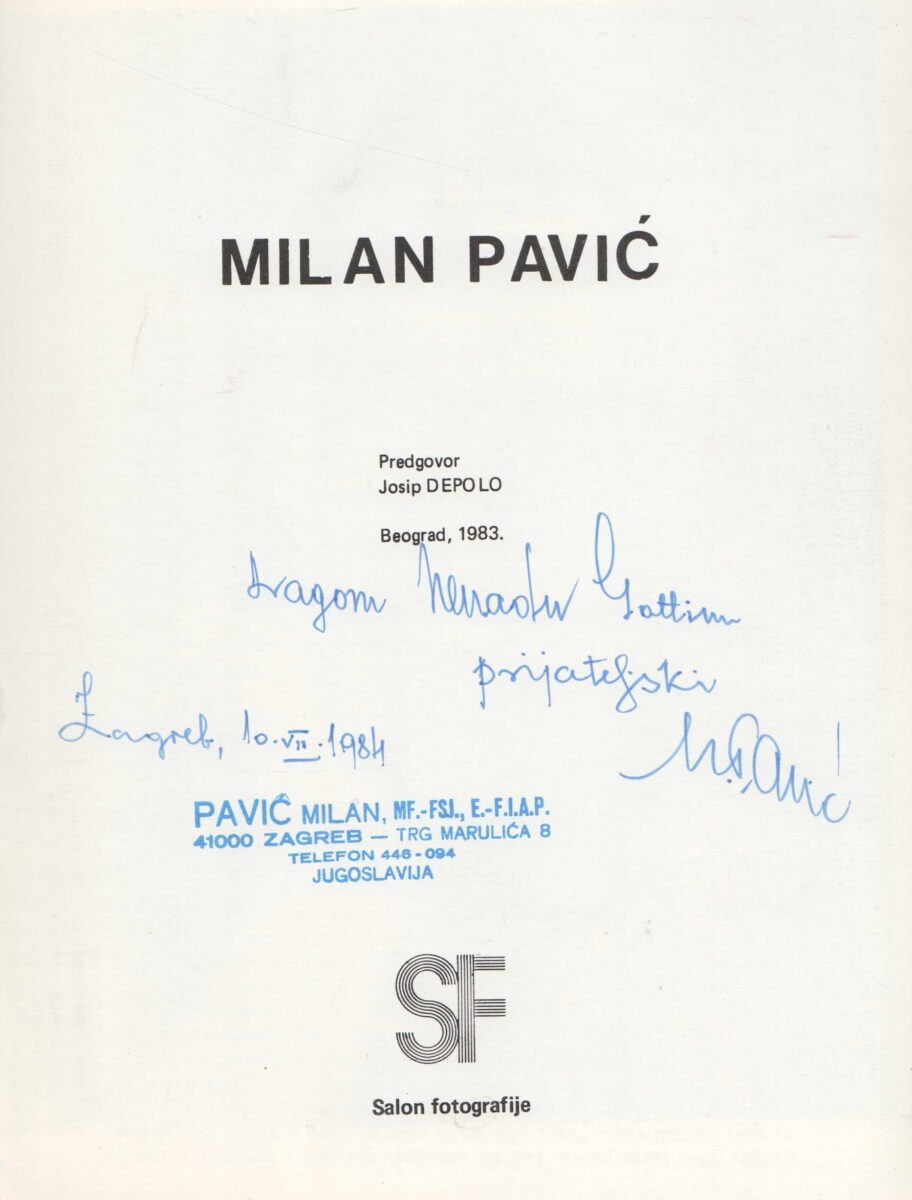 MILAN PAVIĆ
Predgovor
Josip DEPOLO
Beograd, 1983.
dragom Nenadu Gattinu
prijateljski
Zagreb, 10.VII.1984
MPavić
PAVIĆ MILAN, MF.-FSJ., E.-F.I.A.P.
41000 ZAGREB — TRG MARULIĆA 8
TELEFON 446-094
JUGOSLAVIJA
SF
Salon fotografije